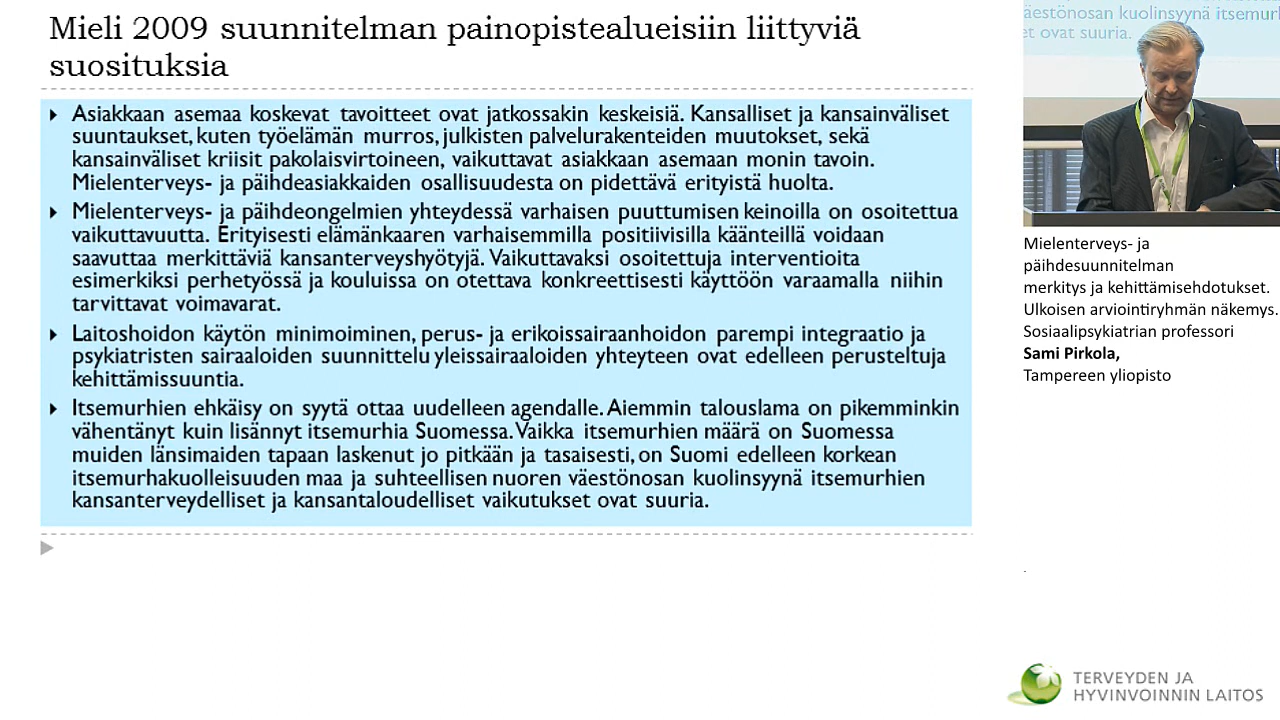 Mieli 2009 suunnitelman painopistealueisiin liittyviä
suosituksia
Asiakkaan asemaa koskevat tavoitteet ovat jatkossakin keskeisiä. Kansalliset ja kansainväliset
suuntaukset, kuten työelämän murros, julkisten palvelurakenteiden muutokset, sekä
kansainväliset kriisit pakolaisvirtoineen, vaikuttavat asiakkaan asemaan monin tavoin.
Mielenterveys- ja päihdeasiakkaiden osallisuudesta on pidettävä erityistä huolta.
Mielenterveys- ja päihdeongelmien yhteydessä varhaisen puuttumisen keinoilla on osoitettua
vaikuttavuutta. Erityisesti elämänkaaren varhaisemmilla positiivisilla käänteillä voidaan
saavuttaa merkittäviä kansanterveyshyötyjä. Vaikuttavaksi osoitettuja interventioita
esimerkiksi perhetyössä ja kouluissa on otettava konkreettisesti käyttöön varaamalla niihin
tarvittavat voimavarat.
Laitoshoidon käytön minimoiminen, perus- ja erikoissairaanhoidon parempi integraatio ja
psykiatristen sairaaloiden suunnittelu yleissairaaloiden yhteyteen ovat edelleen perusteltuja
kehittämissuuntia.
Itsemurhien ehkäisy on syytä ottaa uudelleen agendalle. Aiemmin talouslama on pikemminkin
vähentänyt kuin lisännyt itsemurhia Suomessa. Vaikka itsemurhien määrä on Suomessa
muiden länsimaiden tapaan laskenut jo pitkään ja tasaisesti, on Suomi edelleen korkean
itsemurhakuolleisuuden maa ja suhteellisen nuoren väestönosan kuolinsyynä itsemurhien
kansanterveydelliset ja kansantaloudelliset vaikutukset ovat suuria.
äestönosan kuolinsyynä itsemur
et ovat suuria.
Mielenterveys- ja
päihdesuunnitelman
merkitys ja kehittämisehdotukset.
Ulkoisen arviointiryhmän näkemys.
Sosiaalipsykiatrian professori
Sami Pirkola,
Tampereen yliopisto
.
TERVEYDEN JA
HYVINVOINNIN LAITOS